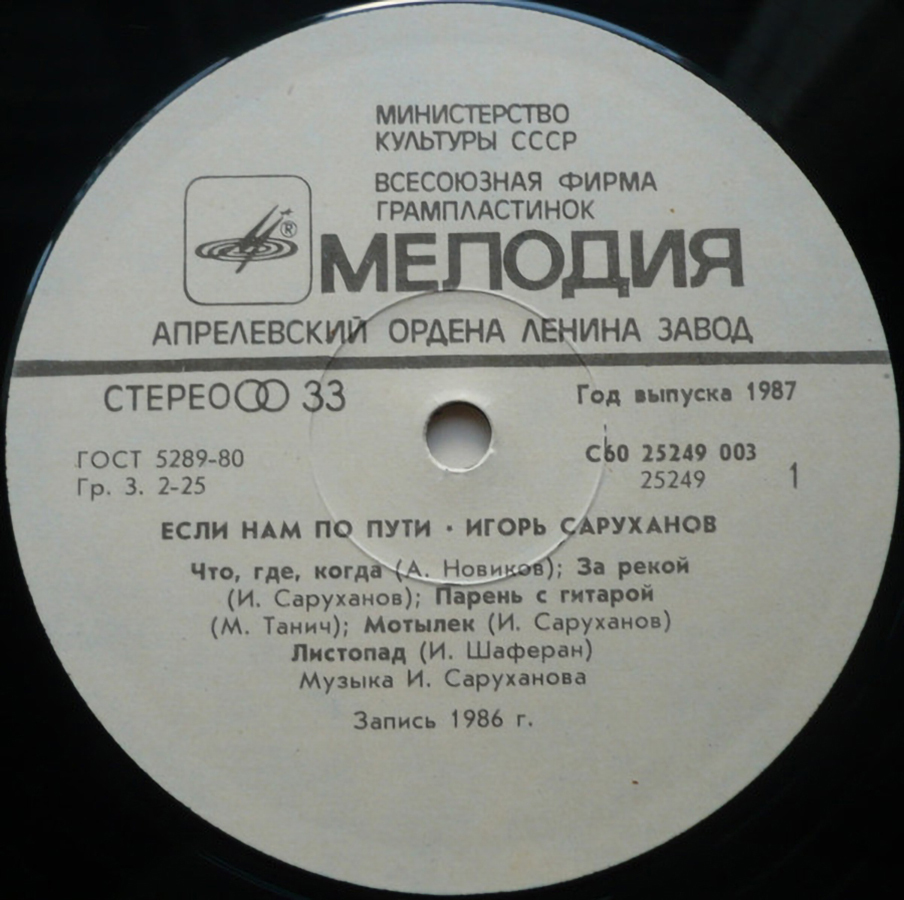 МИНИСТЕРСТВО
КУЛЬТУРЫ СССР
ВСЕСОЮЗНАЯ ФИРМА
ГРАМПЛАСТИНОК
®
МЕЛОДИЯ
АПРЕЛЕВСКИЙ ОРДЕНА ЛЕНИНА ЗАВОД
СТЕРЕО 33
Год выпуска 1987
ГОСТ 5289-80
Гр. 3. 2-25
С60 25249 003
25249 1
ЕСЛИ НАМ ПО ПУТИ · ИГОРЬ САРУХАНОВ
Что, где, когда (А. Новиков); За рекой
(И. Саруханов); Парень с гитарой
(М. Танич); Мотылек (И. Саруханов)
Листопад (И. Шаферан)
Музыка И. Саруханова
Запись 1986 г.